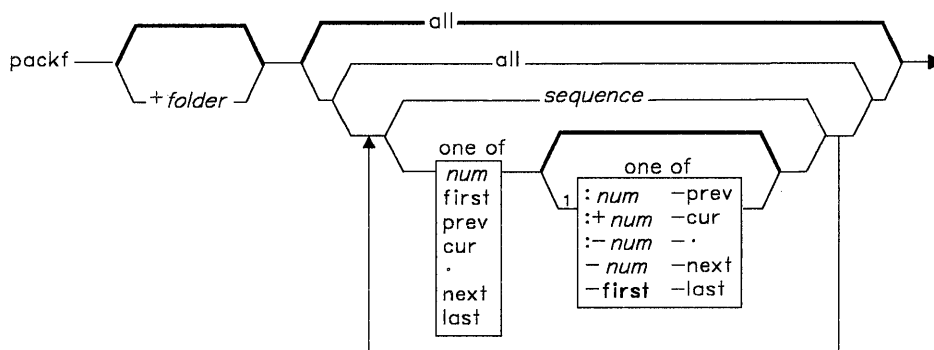 all
packf
all
+folder
sequence
one of
num
first
prev
cur
.
next
last
one of
1
:num −prev
:+num −cur
:−num −.
−num −next
−first −last